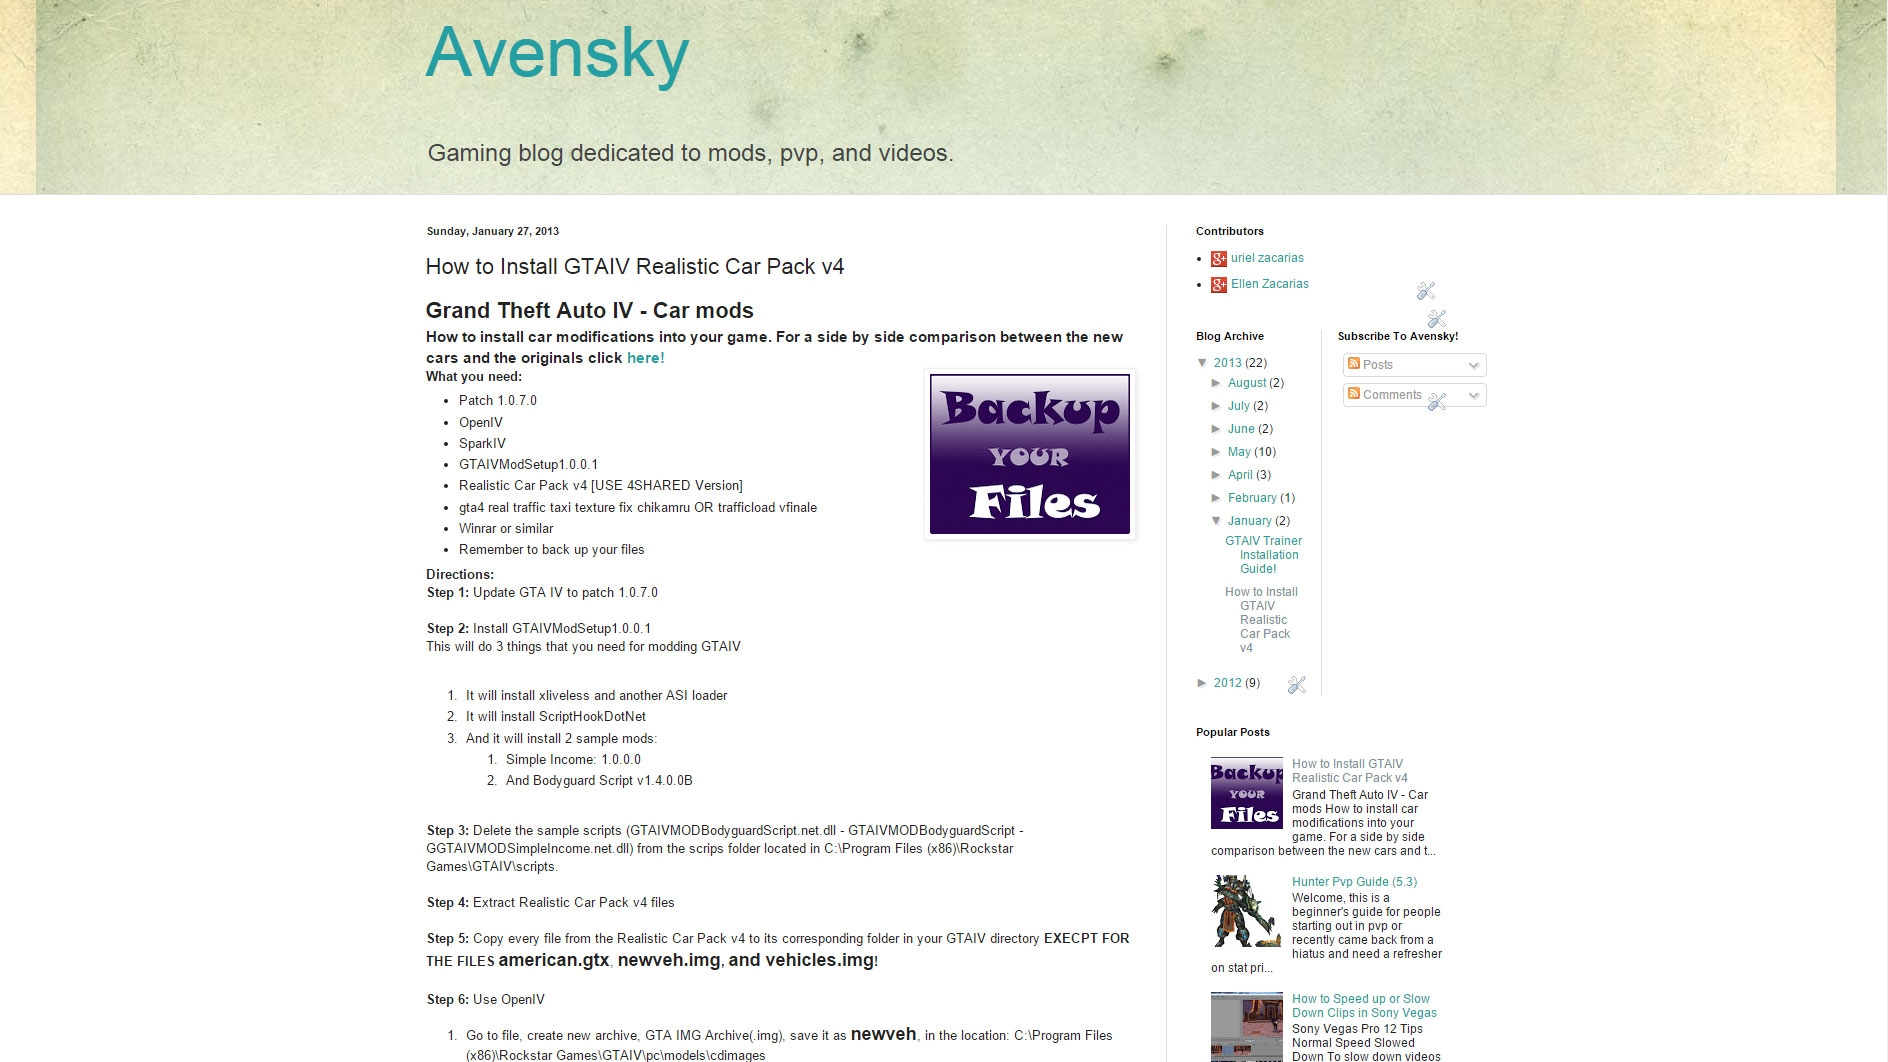 Avensky
Gaming blog dedicated to mods, pvp, and videos.
Sunday, January 27, 2013
How to Install GTAIV Realistic Car Pack v4
Grand Theft Auto IV - Car mods
How to install car modifications into your game. For a side by side comparison between the new
cars and the originals click here!
What you need:
Patch 1.0.7.0
OpenIV
SparkIV
GTAIVModSetup1.0.0.1
Realistic Car Pack v4 [USE 4SHARED Version]
gta4 real traffic taxi texture fix chikamru OR trafficload vfinale
Winrar or similar
Remember to back up your files
Backup
YOUR
Files
Directions:
Step 1: Update GTA IV to patch 1.0.7.0
Step 2: Install GTAIVModSetup1.0.0.1
This will do 3 things that you need for modding GTAIV
1. It will install xliveless and another ASI loader
2. It will install ScriptHookDotNet
3. And it will install 2 sample mods:
1. Simple Income: 1.0.0.0
2. And Bodyguard Script v1.4.0.0B
Step 3: Delete the sample scripts (GTAIVMODBodyguardScript.net.dll - GTAIVMODBodyguardScript -
GGTAIVMODSimpleIncome.net.dll) from the scrips folder located in C:\Program Files (x86)\Rockstar
Games\GTAIV\scripts.
Step 4: Extract Realistic Car Pack v4 files
Step 5: Copy every file from the Realistic Car Pack v4 to its corresponding folder in your GTAIV directory EXECPT FOR
THE FILES american.gtx, newveh.img, and vehicles.img!
Step 6: Use OpenIV
1. Go to file, create new archive, GTA IMG Archive(.img), save it as newveh, in the location: C:\Program Files
(x86)\Rockstar Games\GTAIV\pc\models\cdimages
Contributors
g+ uriel zacarias
g+ Ellen Zacarias
Blog Archive
▼ 2013 (22)
► August (2)
► July (2)
► June (2)
► May (10)
► April (3)
► February (1)
▼ January (2)
GTAIV Trainer
Installation
Guide!
How to Install
GTAIV
Realistic
Car Pack
v4
► 2012 (9)
Subscribe To Avensky!
Posts
Comments
Popular Posts
Backup
YOUR
Files
How to Install GTAIV
Realistic Car Pack v4
Grand Theft Auto IV - Car
mods How to install car
modifications into your
game. For a side by side
comparison between the new cars and t...
Hunter Pvp Guide (5.3)
Welcome, this is a
beginner's guide for people
starting out in pvp or
recently came back from a
hiatus and need a refresher
on stat pri...
How to Speed up or Slow
Down Clips in Sony Vegas
Sony Vegas Pro 12 Tips
Normal Speed Slowed
Down To slow down videos